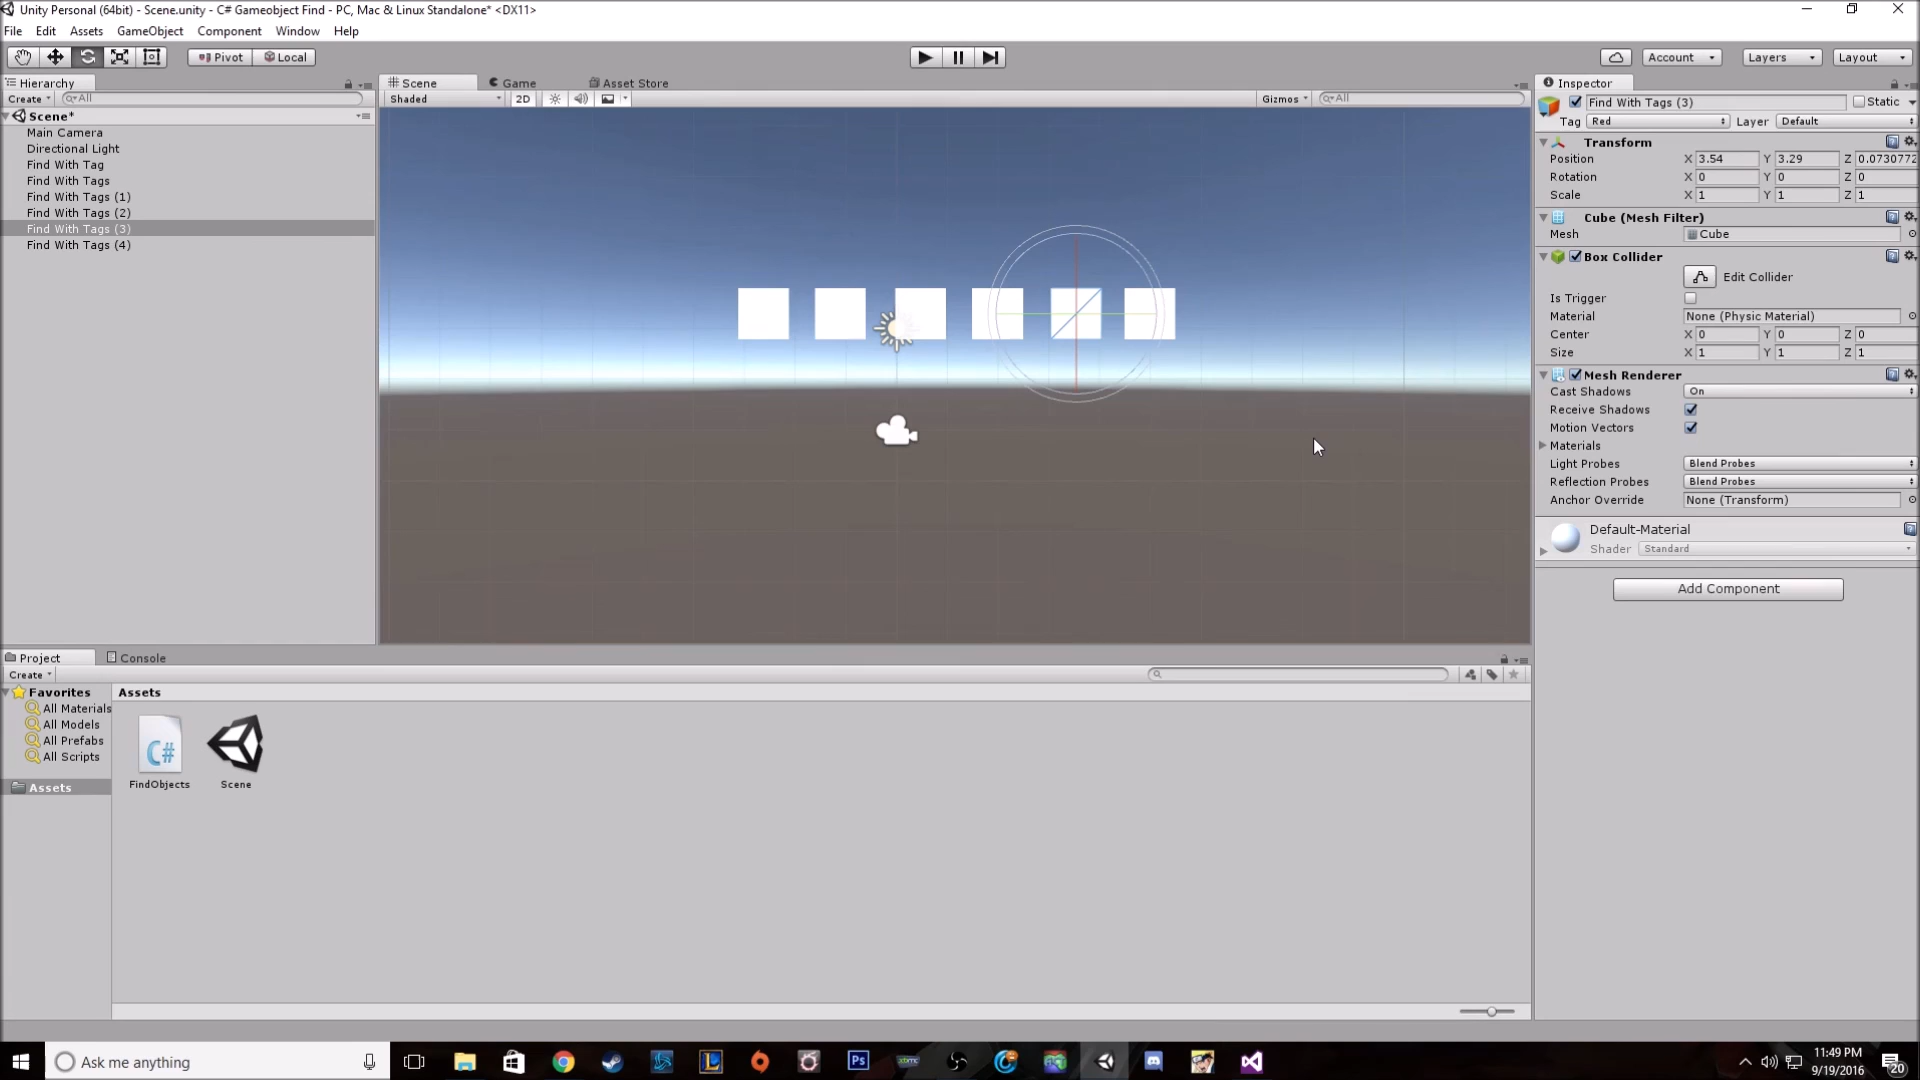 Unity Personal (64bit) - Scene.unity - C# Gameobject Find - PC, Mac & Linux Standalone* <DX11>
File Edit Assets GameObject Component Window Help
Pivot Local Account Layers Layout
Hierarchy
Create All
Scene*
Main Camera
Directional Light
Find With Tag
Find With Tags
Find With Tags (1)
Find With Tags (2)
Find With Tags (3)
Find With Tags (4)
Scene Game Asset Store
Shaded 2D Gizmos All
Inspector
Find With Tags (3) Static
Tag Red Layer Default
Transform
Position X 3.54 Y 3.29 Z 0.0730772
Rotation X 0 Y 0 Z 0
Scale X 1 Y 1 Z 1
Cube (Mesh Filter)
Mesh Cube
Box Collider
Edit Collider
Is Trigger
Material None (Physic Material)
Center X 0 Y 0 Z 0
Size X 1 Y 1 Z 1
Mesh Renderer
Cast Shadows On
Receive Shadows
Motion Vectors
Materials
Light Probes Blend Probes
Reflection Probes Blend Probes
Anchor Override None (Transform)
Default-Material
Shader Standard
Add Component
Project Console
Create
Favorites
All Materials
All Models
All Prefabs
All Scripts
Assets
Assets
C#
FindObjects Scene
Ask me anything
Ps
xbmc
11:49 PM
9/19/2016
20